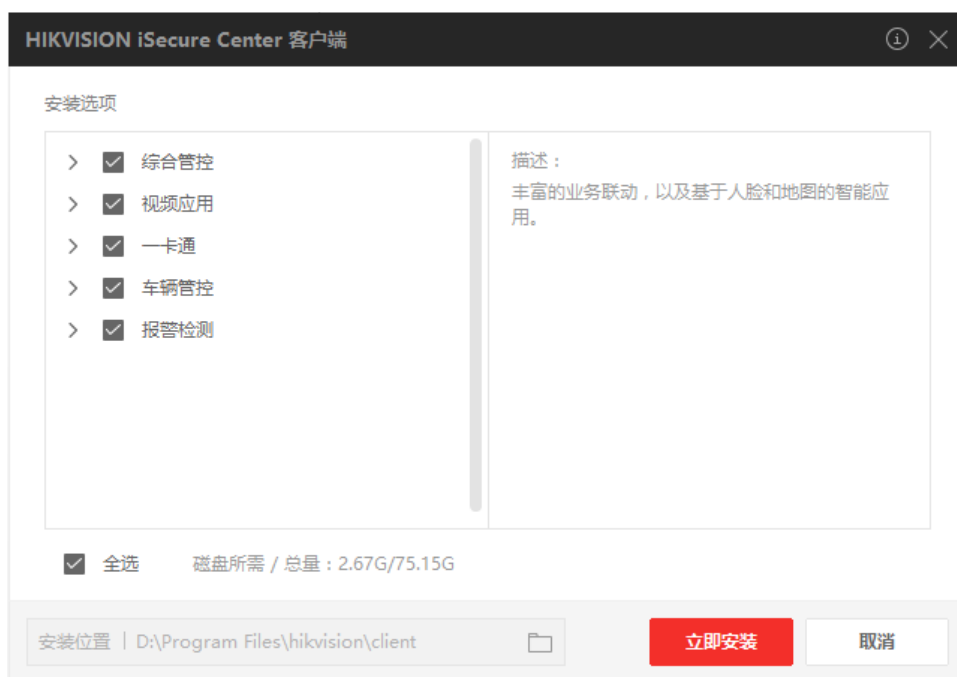 HIKVISION iSecure Center 客户端
安装选项
综合管控
视频应用
一卡通
车辆管控
报警检测
描述：
丰富的业务联动，以及基于人脸和地图的智能应
用。
全选 磁盘所需 / 总量：2.67G/75.15G
安装位置 | D:\Program Files\hikvision\client 立即安装 取消